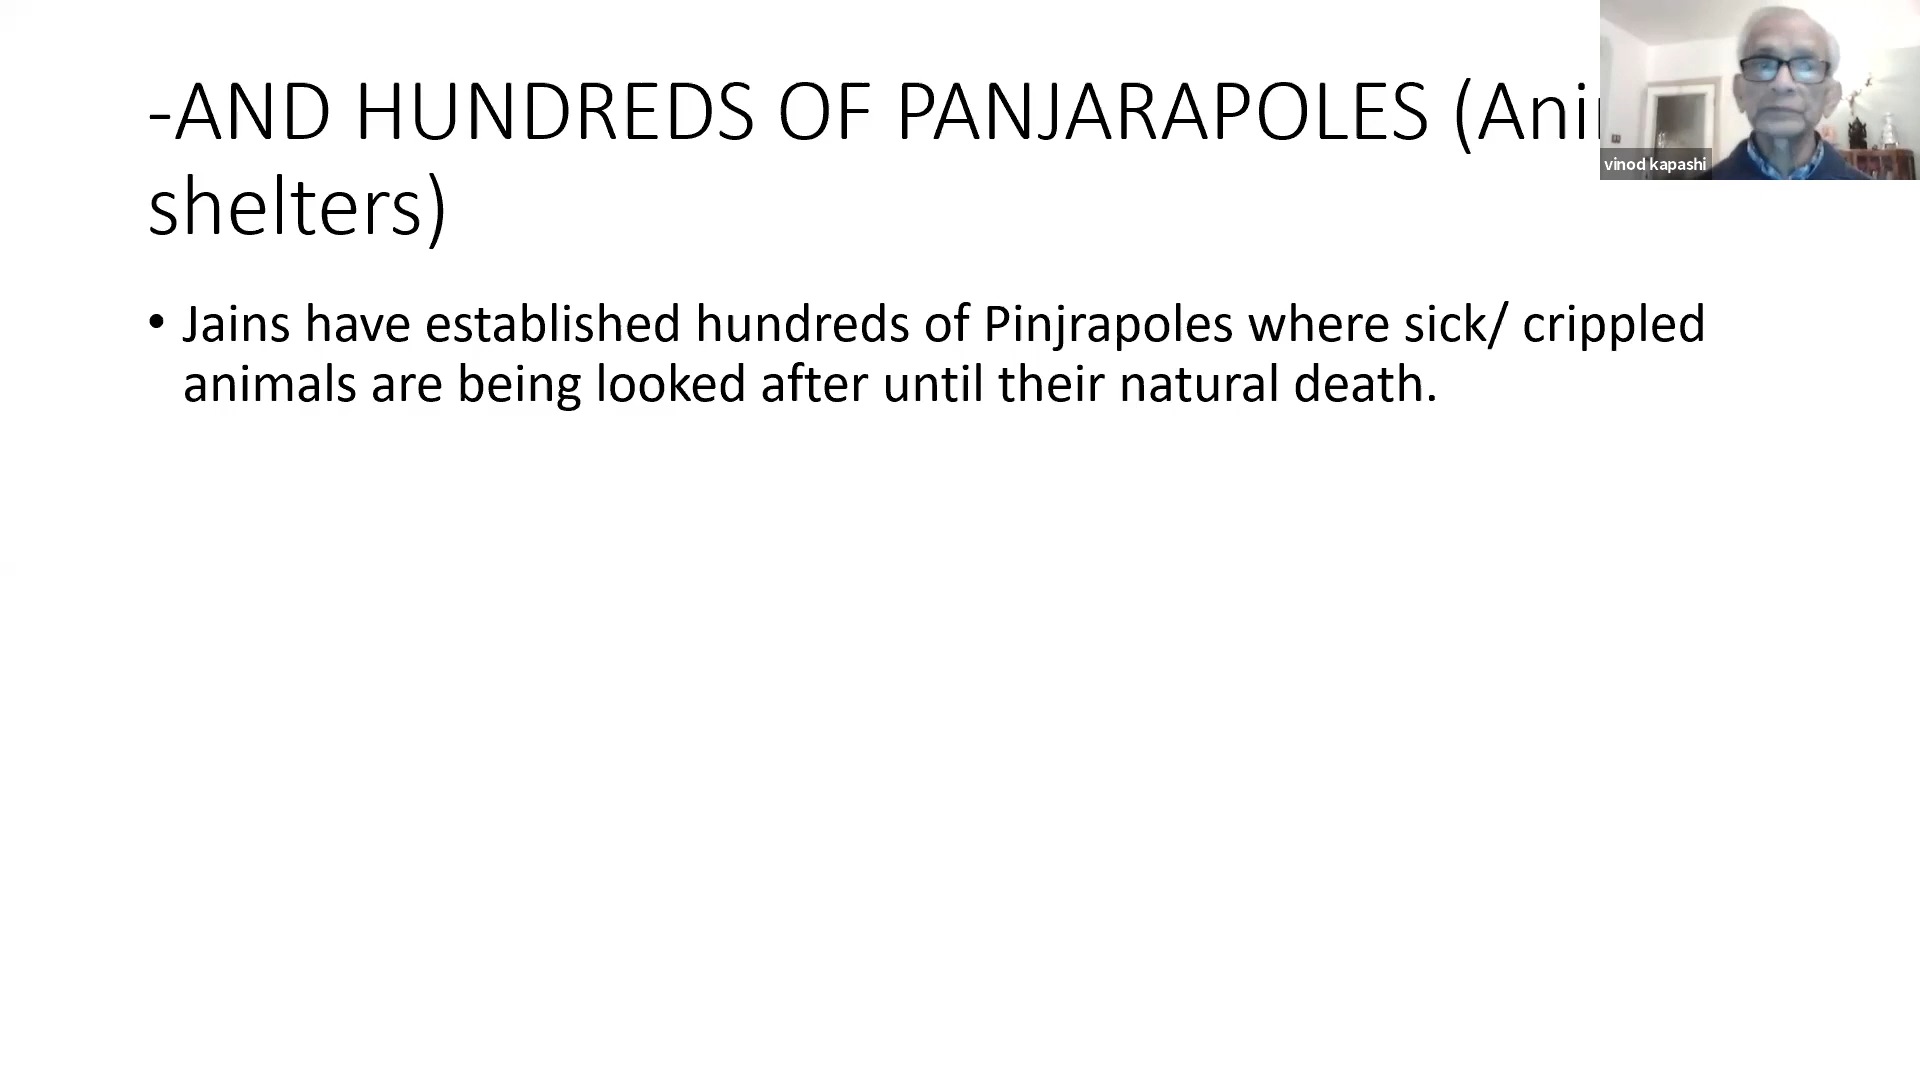 -AND HUNDREDS OF PANJARAPOLES
shelters)
• Jains have established hundreds of Pinjrapoles where sick/ crippled
animals are being looked after until their natural death.
vinod kapashi